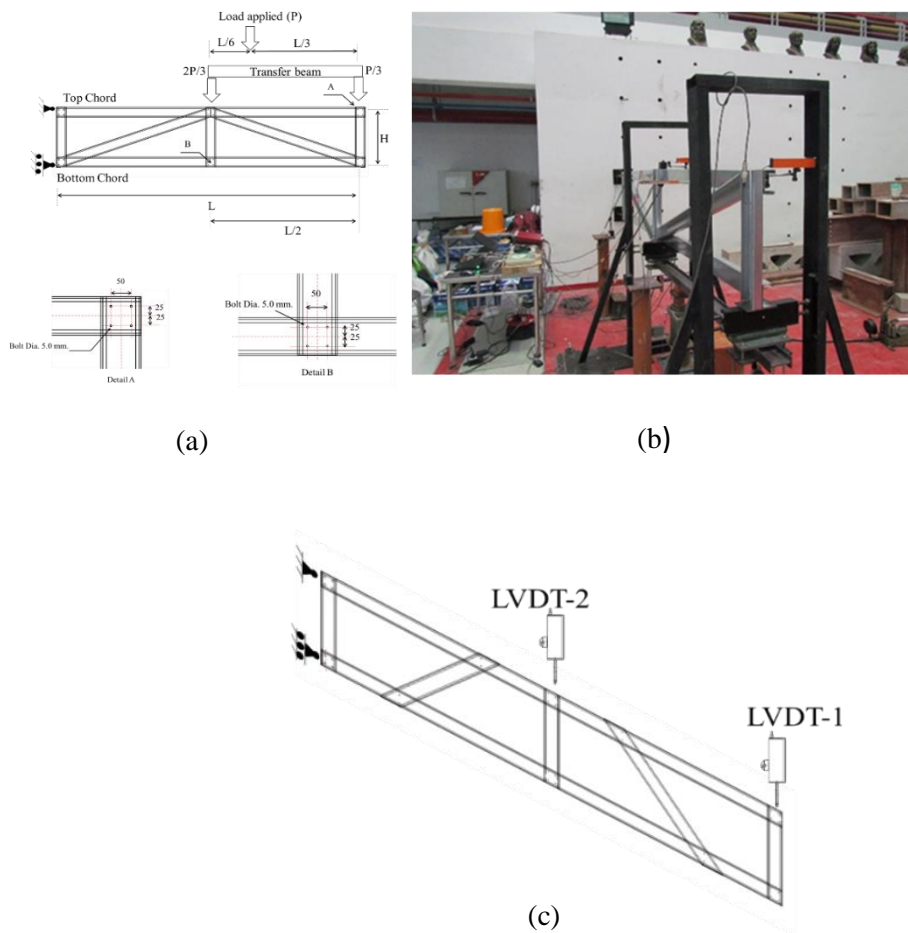 Load applied (P)
L/6
L/3
2P/3
Transfer beam
P/3
A
Top Chord
B
H
Bottom Chord
L
L/2
50
25
25
Bolt Dia. 5.0 mm.
Detail A
50
Bolt Dia. 5.0 mm.
25
25
Detail B
(a)
(b)
LVDT-2
LVDT-1
(c)